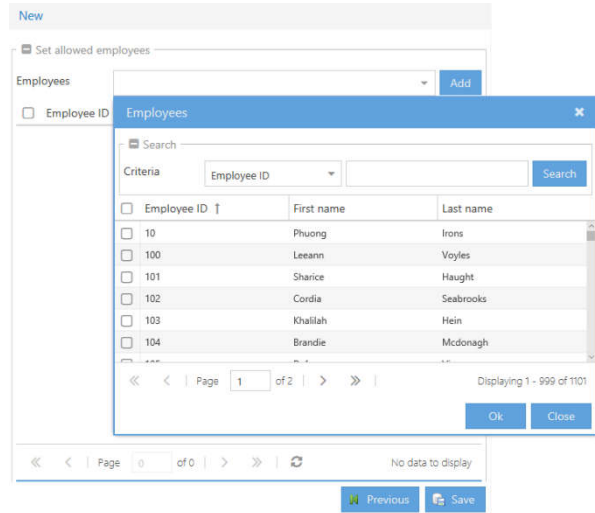 New
Set allowed employees
Employees
Add
Employee ID
Employees
Search
Criteria Employee ID Search
Employee ID ↑ First name Last name
10 Phuong Irons
100 Leeann Voyles
101 Sharice Haught
102 Cordia Seabrooks
103 Khalilah Hein
104 Brandie Mcdonagh
Page 1 of 2 Displaying 1 - 999 of 1101
Ok Close
Page 0 of 0 No data to display
Previous Save